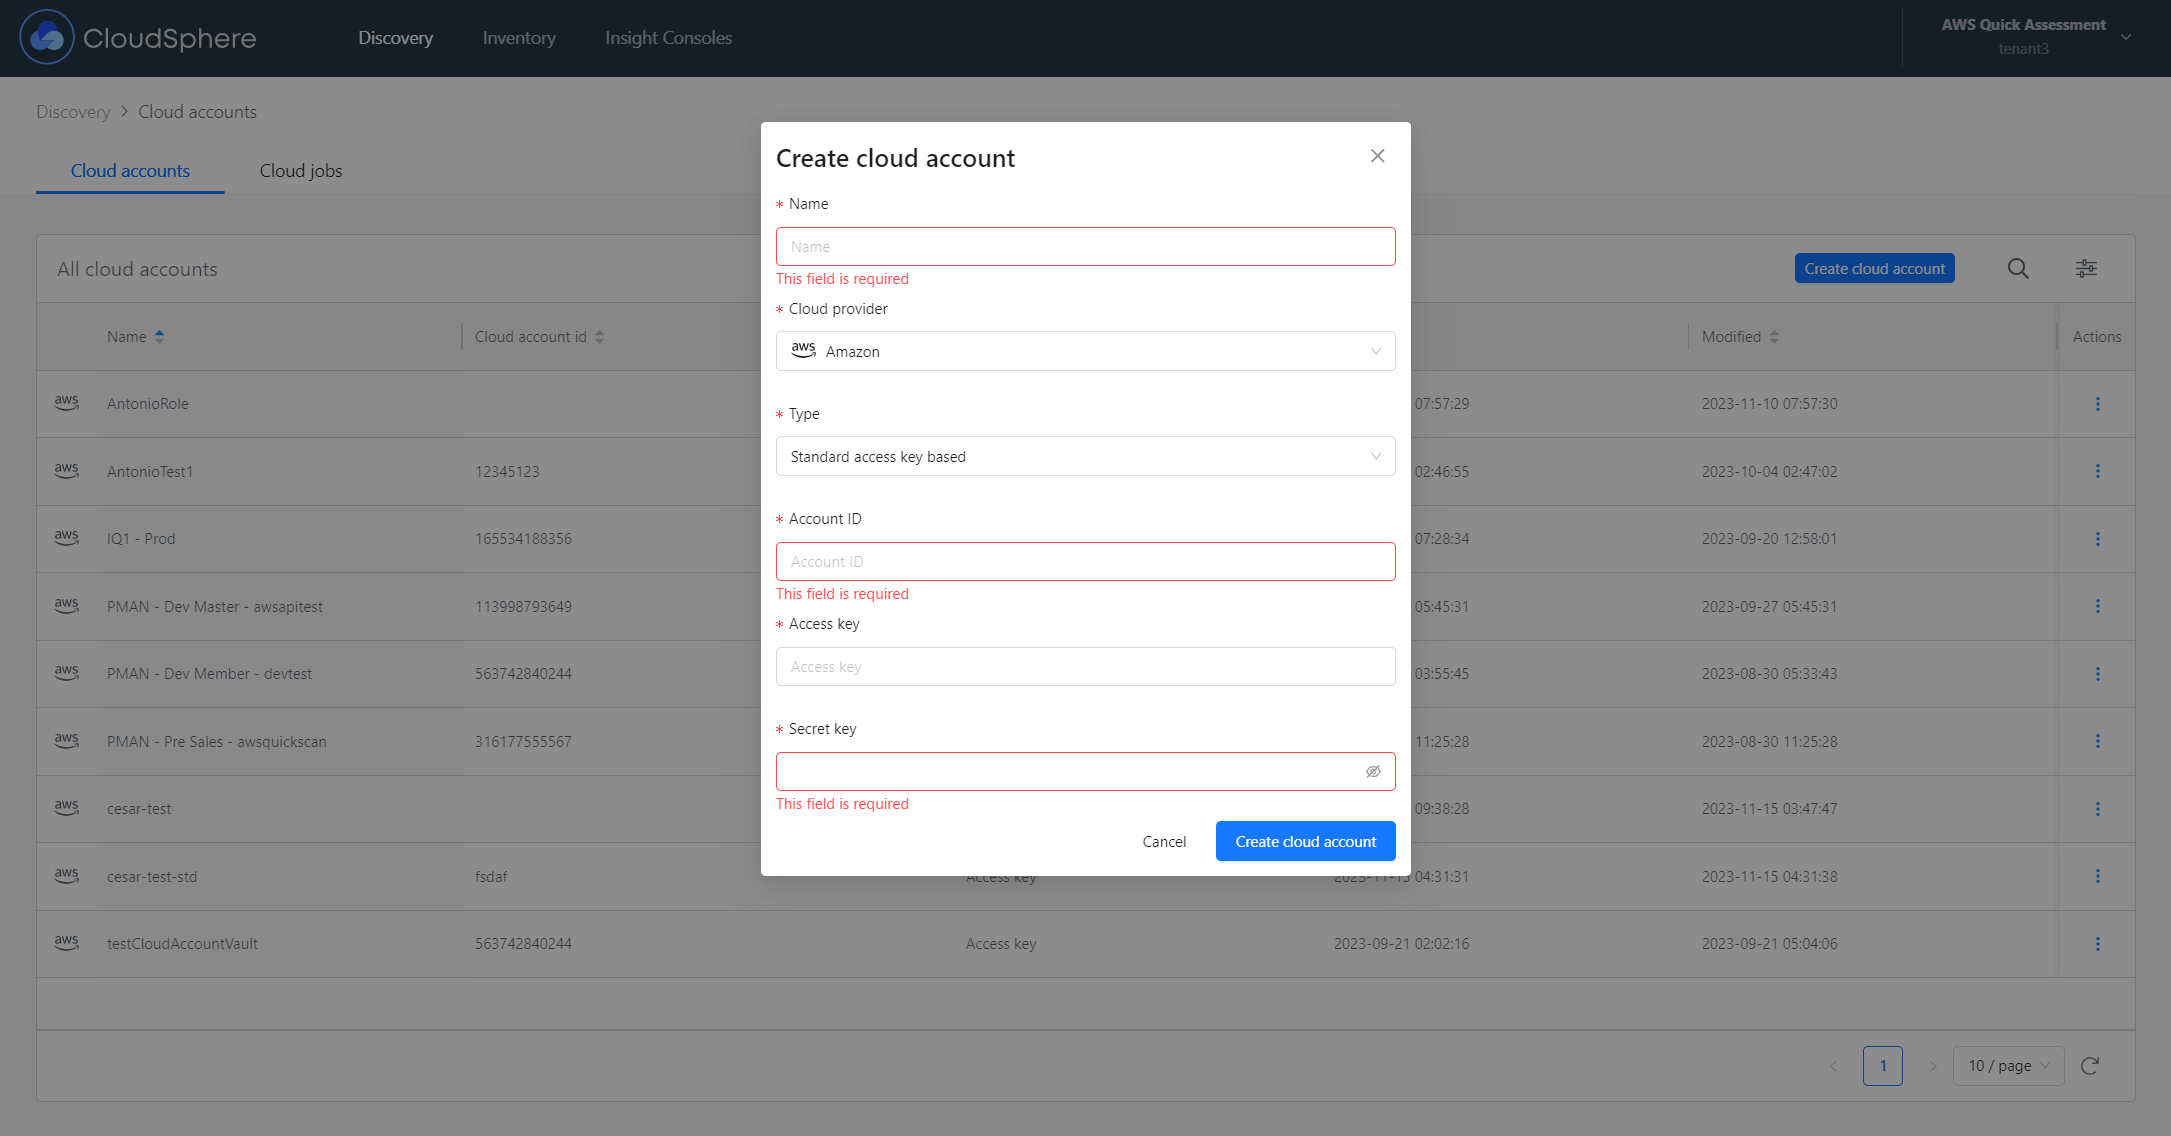 CloudSphere
Discovery
Inventory
Insight Consoles
AWS Quick Assessment
tenant3
Discovery > Cloud accounts
Cloud accounts
Cloud jobs
All cloud accounts
Create cloud account
Name
Cloud account id
Modified
Actions
aws AntonioRole 07:57:29 2023-11-10 07:57:30
aws AntonioTest1 12345123 02:46:55 2023-10-04 02:47:02
aws IQ1 - Prod 165534188356 07:28:34 2023-09-20 12:58:01
aws PMAN - Dev Master - awsapitest 113998793649 05:45:31 2023-09-27 05:45:31
aws PMAN - Dev Member - devtest 563742840244 03:55:45 2023-08-30 05:33:43
aws PMAN - Pre Sales - awsquickscan 316177555567 11:25:28 2023-08-30 11:25:28
aws cesar-test 09:38:28 2023-11-15 03:47:47
aws cesar-test-std fsdaf Access key 2023-11-15 04:31:31 2023-11-15 04:31:38
aws testCloudAccountVault 563742840244 Access key 2023-09-21 02:02:16 2023-09-21 05:04:06
< 1 > 10 / page
Create cloud account
* Name
Name
This field is required
* Cloud provider
aws Amazon
* Type
Standard access key based
* Account ID
Account ID
This field is required
* Access key
Access key
* Secret key
This field is required
Cancel
Create cloud account